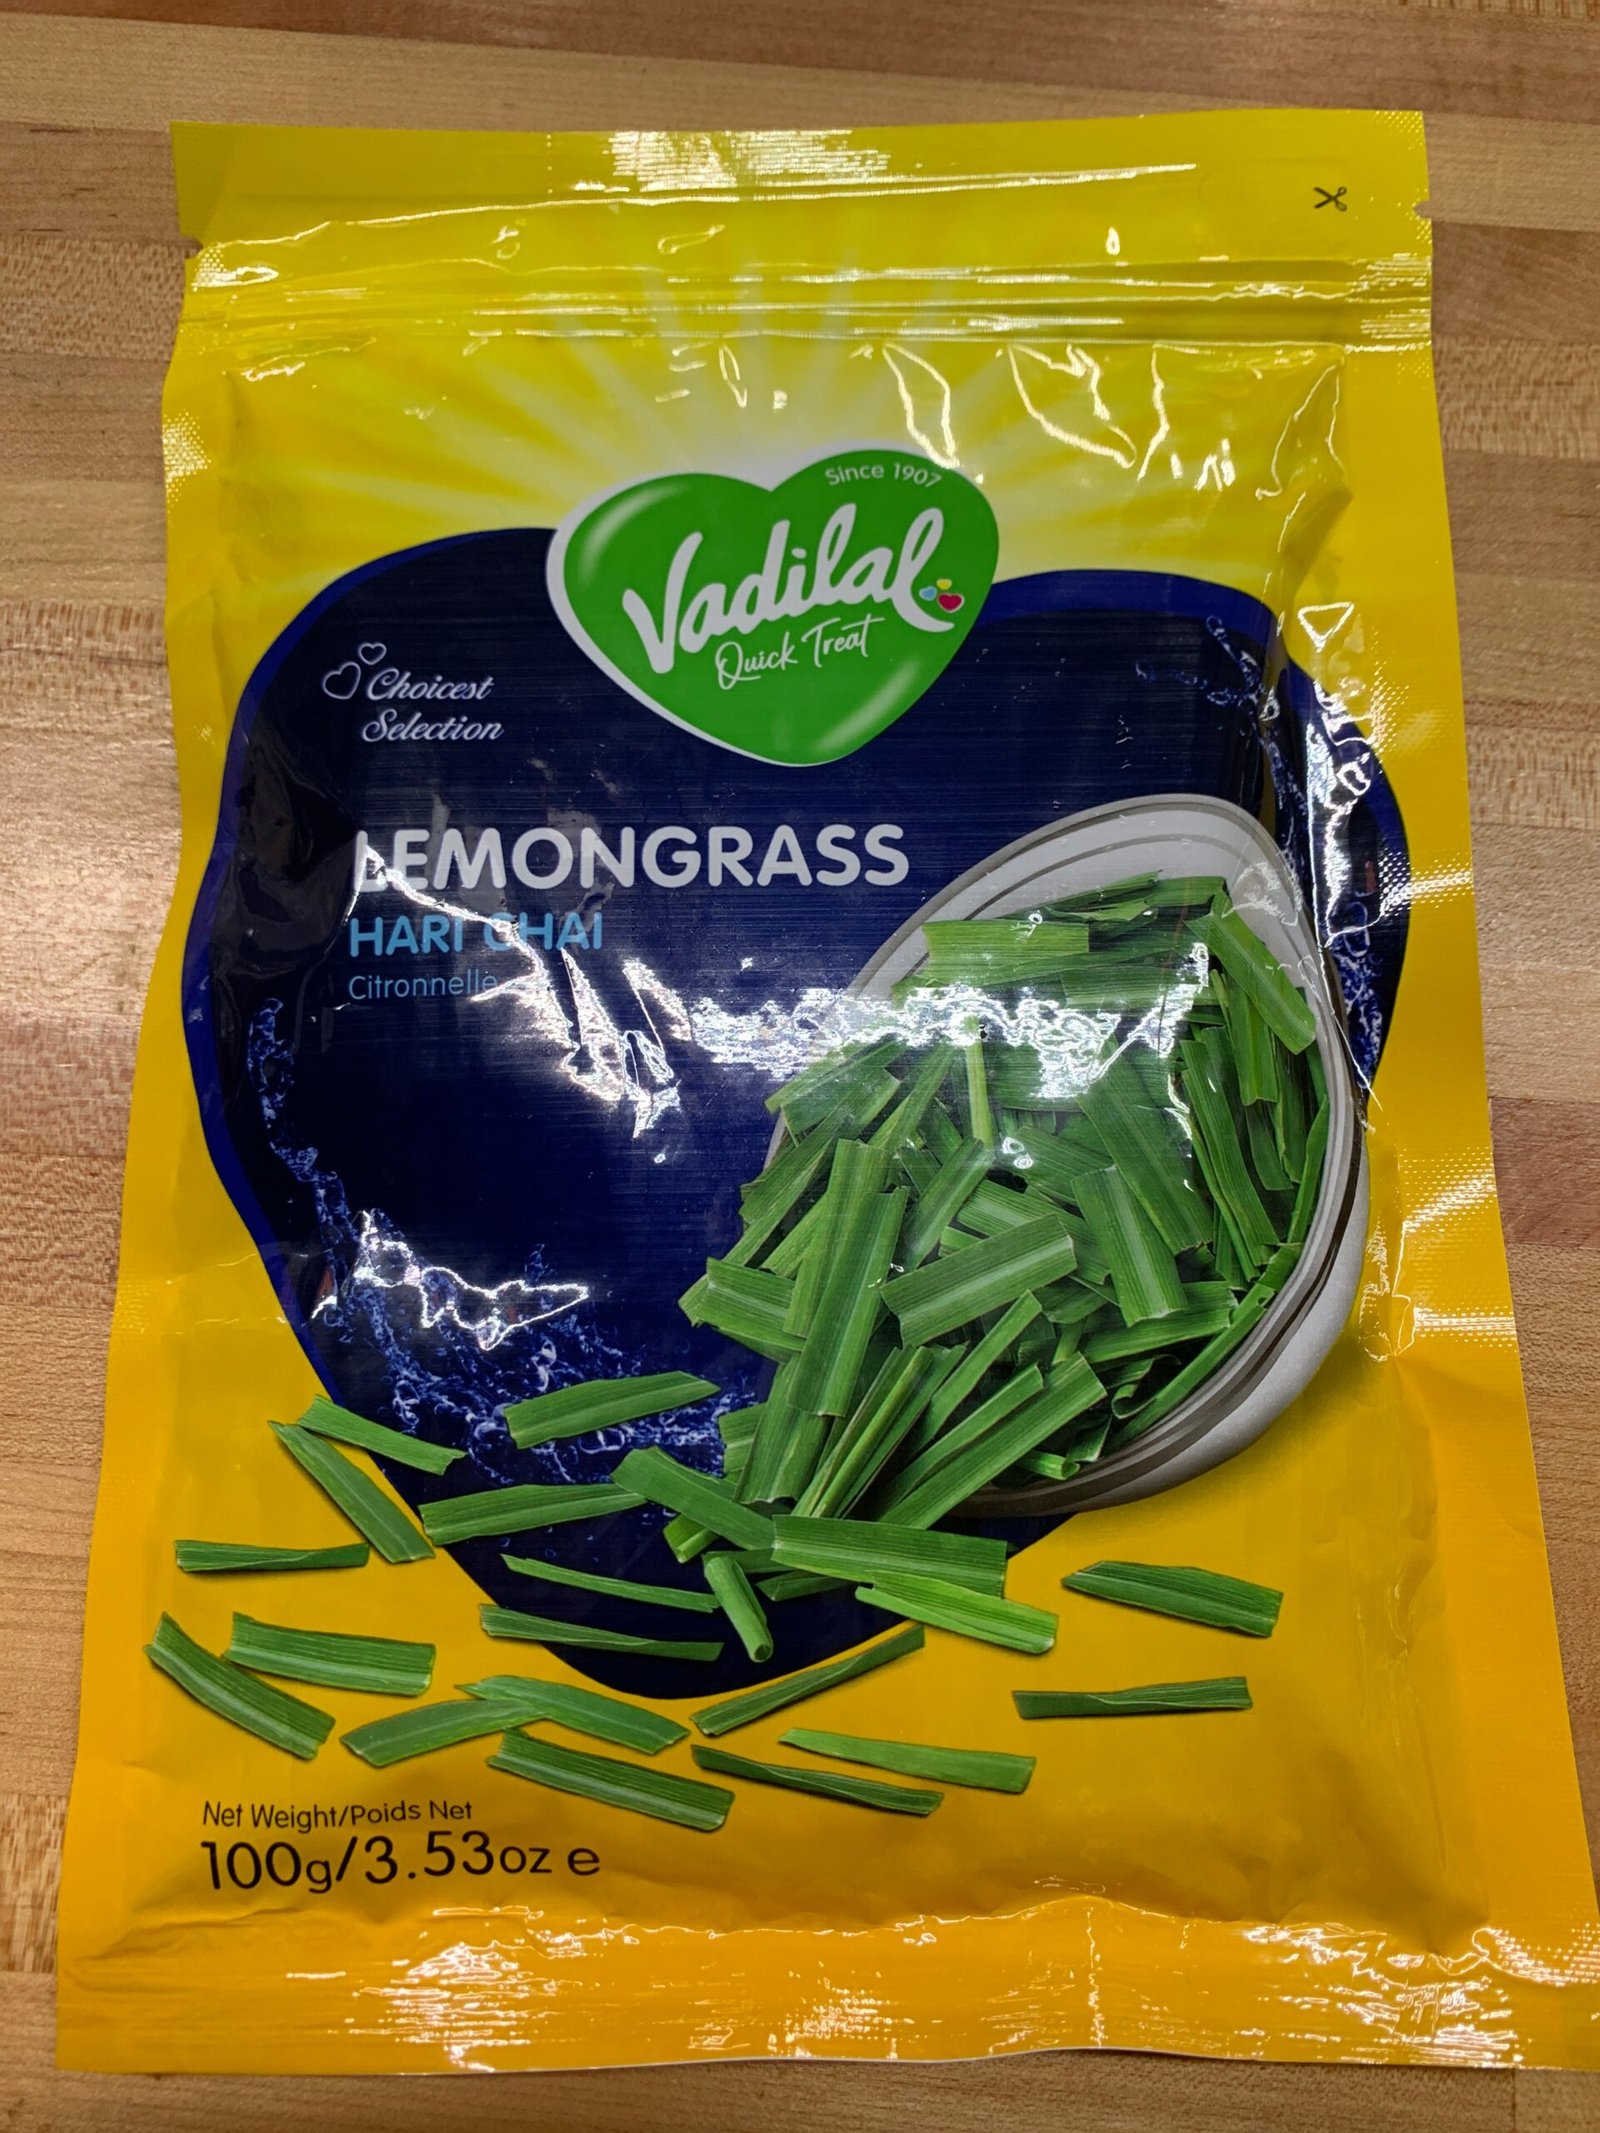 Since 1907
Vadilal
Quick Treat
Choicest
Selection
LEMONGRASS
HARI CHAI
Citronnelle
Net Weight/Poids Net
100g/3.53oz e